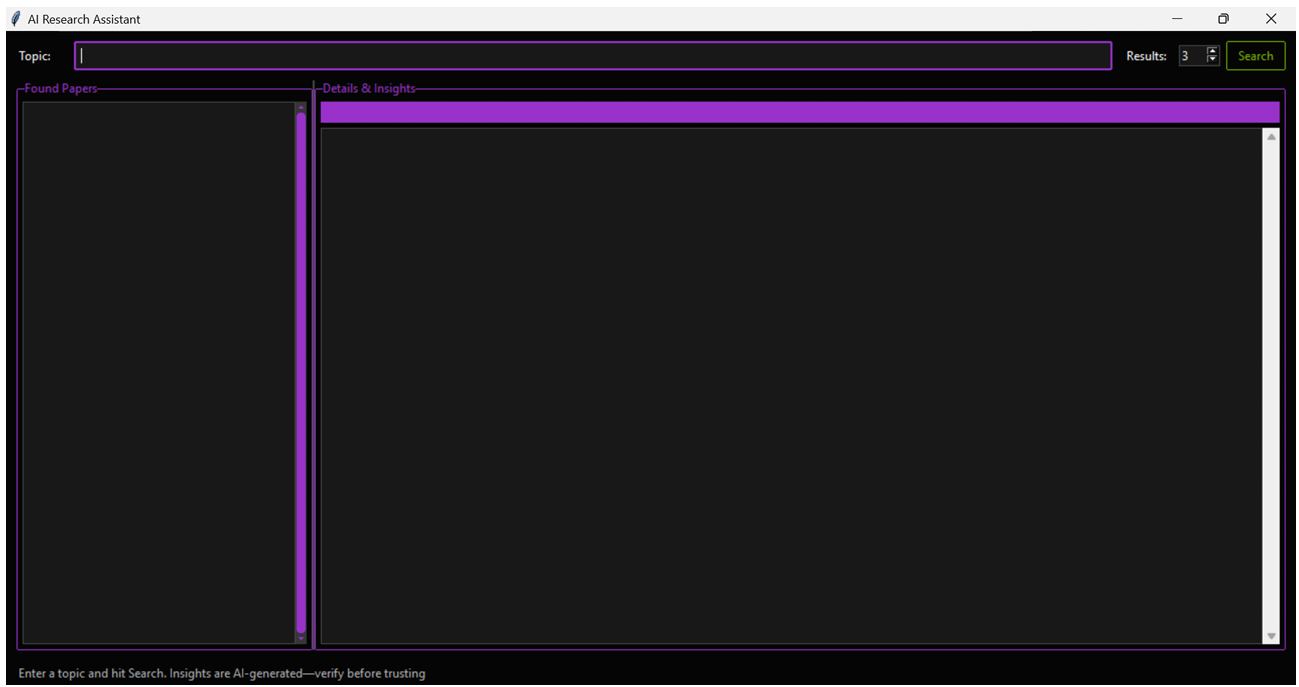 AI Research Assistant
Topic:
Results: 3 Search
Found Papers
Details & Insights
Enter a topic and hit Search. Insights are AI-generated—verify before trusting